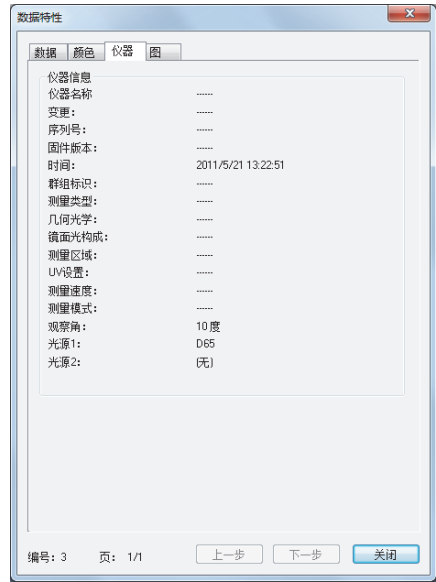 数据特性
数据 颜色 仪器 图
仪器信息
仪器名称 ------
变更： ------
序列号： ------
固件版本： ------
时间： 2011/5/21 13:22:51
群组标识： ------
测量类型： ------
几何光学： ------
镜面光构成： ------
测量区域： ------
UV设置： ------
测量速度： ------
测量模式： ------
观察角： 10 度
光源1： D65
光源2： (无)
编号：3 页： 1/1 上一步 下一步 关闭